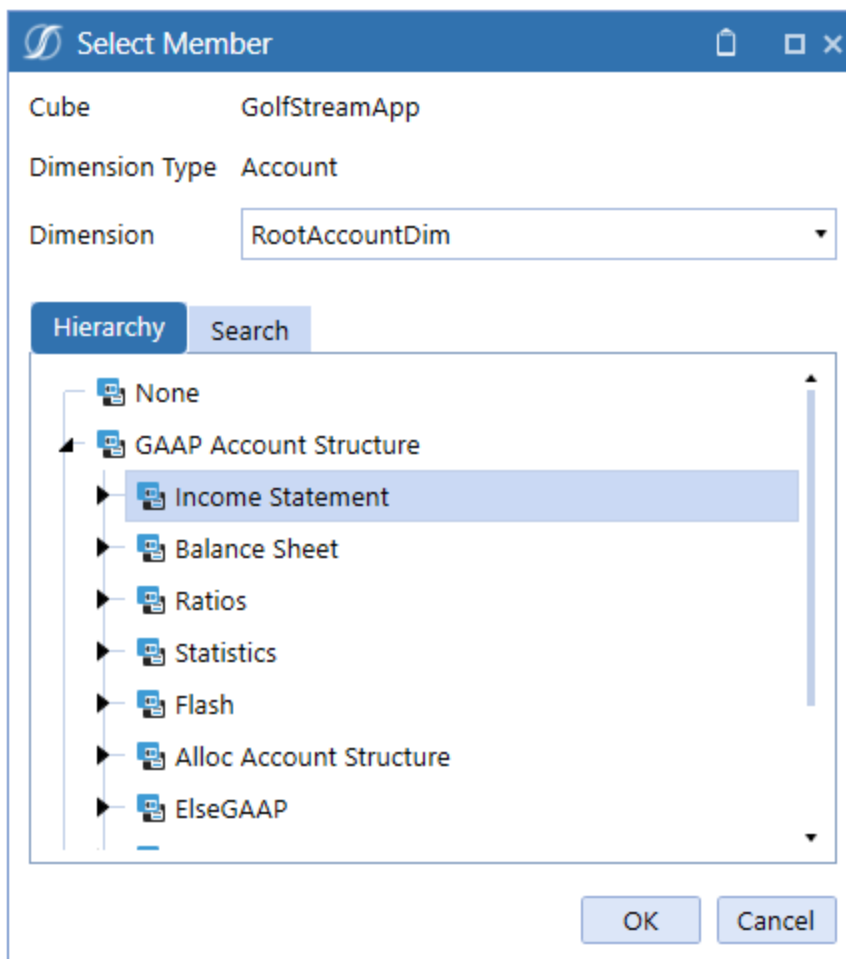 Select Member
Cube GolfStreamApp
Dimension Type Account
Dimension RootAccountDim
Hierarchy Search
None
GAAP Account Structure
Income Statement
Balance Sheet
Ratios
Statistics
Flash
Alloc Account Structure
ElseGAAP
OK Cancel